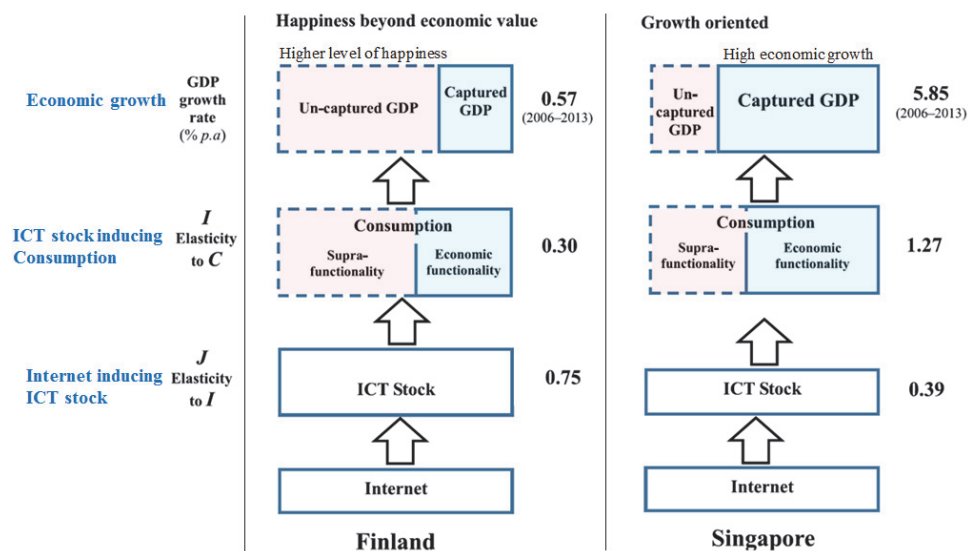 Happiness beyond economic value
Growth oriented
Higher level of happiness
High economic growth
Economic growth
GDP
growth
rate
(% p.a)
Un-captured GDP
Captured
GDP
0.57
(2006–2013)
Un-
captured
GDP
Captured GDP
5.85
(2006–2013)
ICT stock inducing
Consumption
I
Elasticity
to C
Consumption
Supra-
functionality
Economic
functionality
0.30
Consumption
Supra-
functionality
Economic
functionality
1.27
Internet inducing
ICT stock
J
Elasticity
to I
ICT Stock
0.75
ICT Stock
0.39
Internet
Internet
Finland
Singapore